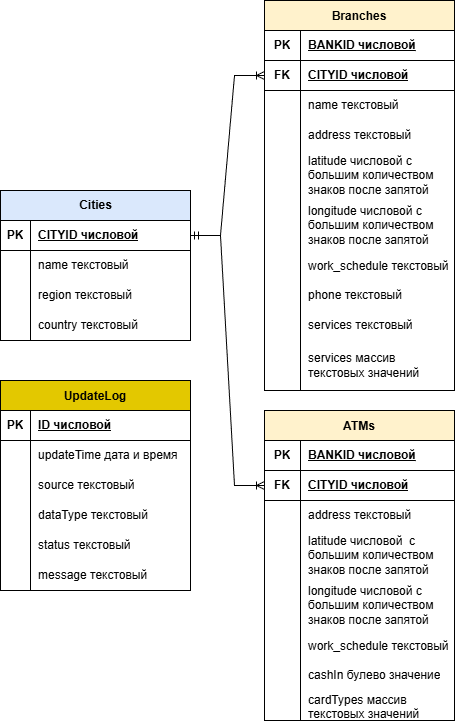 Branches
PK BANKID числовой
FK CITYID числовой
name текстовый
address текстовый
latitude числовой с
большим количеством
знаков после запятой
longitude числовой с
большим количеством
знаков после запятой
work_schedule текстовый
phone текстовый
services текстовый
services массив
текстовых значений
Cities
PK CITYID числовой
name текстовый
region текстовый
country текстовый
UpdateLog
PK ID числовой
updateTime дата и время
source текстовый
dataType текстовый
status текстовый
message текстовый
ATMs
PK BANKID числовой
FK CITYID числовой
address текстовый
latitude числовой с
большим количеством
знаков после запятой
longitude числовой с
большим количеством
знаков после запятой
work_schedule текстовый
cashIn булево значение
cardTypes массив
текстовых значений